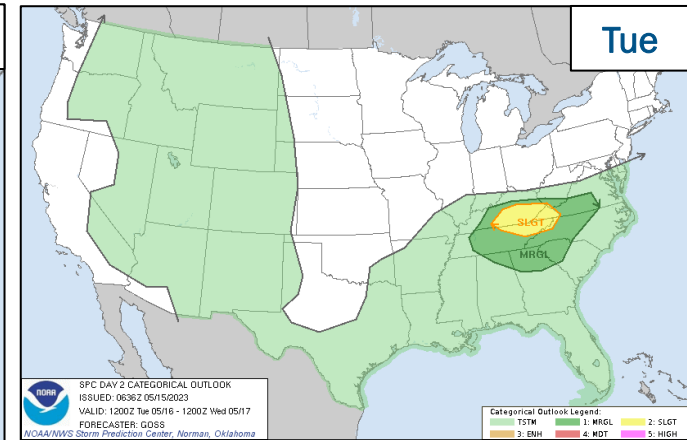 Tue
SLGT
MRGL
NOAA
SPC DAY 2 CATEGORICAL OUTLOOK
ISSUED: 0636Z 05/15/2023
VALID: 1200Z Tue 05/16 - 1200Z Wed 05/17
FORECASTER: GOSS
NOAA/NWS Storm Prediction Center, Norman, Oklahoma
Categorical Outlook Legend:
TSTM 1: MRGL 2: SLGT
3: ENH 4: MDT 5: HIGH